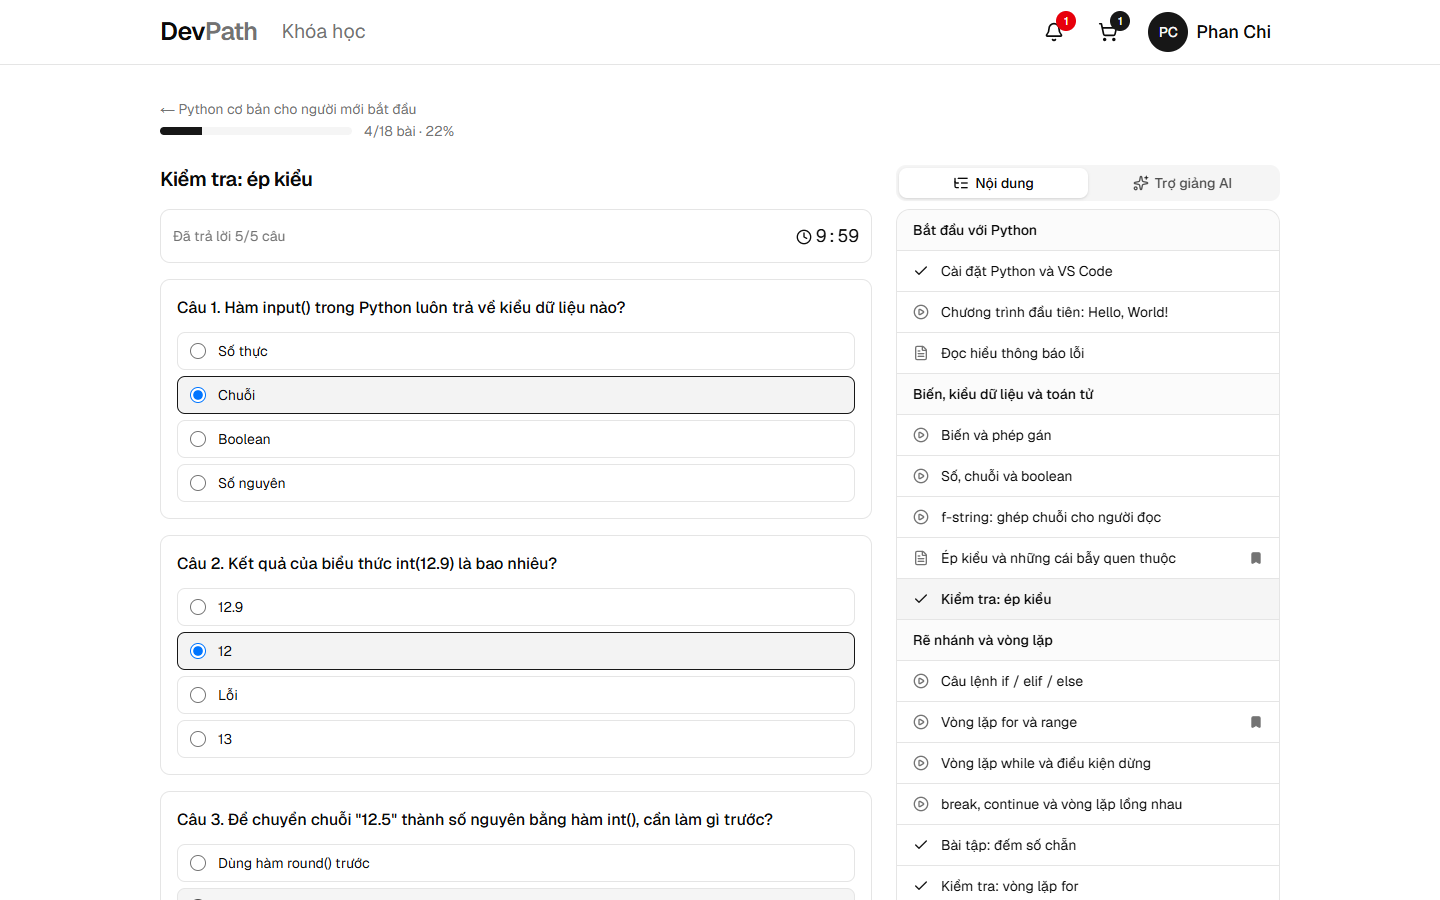 DevPath
Khóa học
1
1
PC
Phan Chi
← Python cơ bản cho người mới bắt đầu
4/18 bài · 22%
Kiểm tra: ép kiểu
Đã trả lời 5/5 câu
9:59
Câu 1. Hàm input() trong Python luôn trả về kiểu dữ liệu nào?
Số thực
Chuỗi
Boolean
Số nguyên
Câu 2. Kết quả của biểu thức int(12.9) là bao nhiêu?
12.9
12
Lỗi
13
Câu 3. Để chuyển chuỗi "12.5" thành số nguyên bằng hàm int(), cần làm gì trước?
Dùng hàm round() trước
Nội dung
Trợ giảng AI
Bắt đầu với Python
Cài đặt Python và VS Code
Chương trình đầu tiên: Hello, World!
Đọc hiểu thông báo lỗi
Biến, kiểu dữ liệu và toán tử
Biến và phép gán
Số, chuỗi và boolean
f-string: ghép chuỗi cho người đọc
Ép kiểu và những cái bẫy quen thuộc
Kiểm tra: ép kiểu
Rẽ nhánh và vòng lặp
Câu lệnh if / elif / else
Vòng lặp for và range
Vòng lặp while và điều kiện dừng
break, continue và vòng lặp lồng nhau
Bài tập: đếm số chẵn
Kiểm tra: vòng lặp for